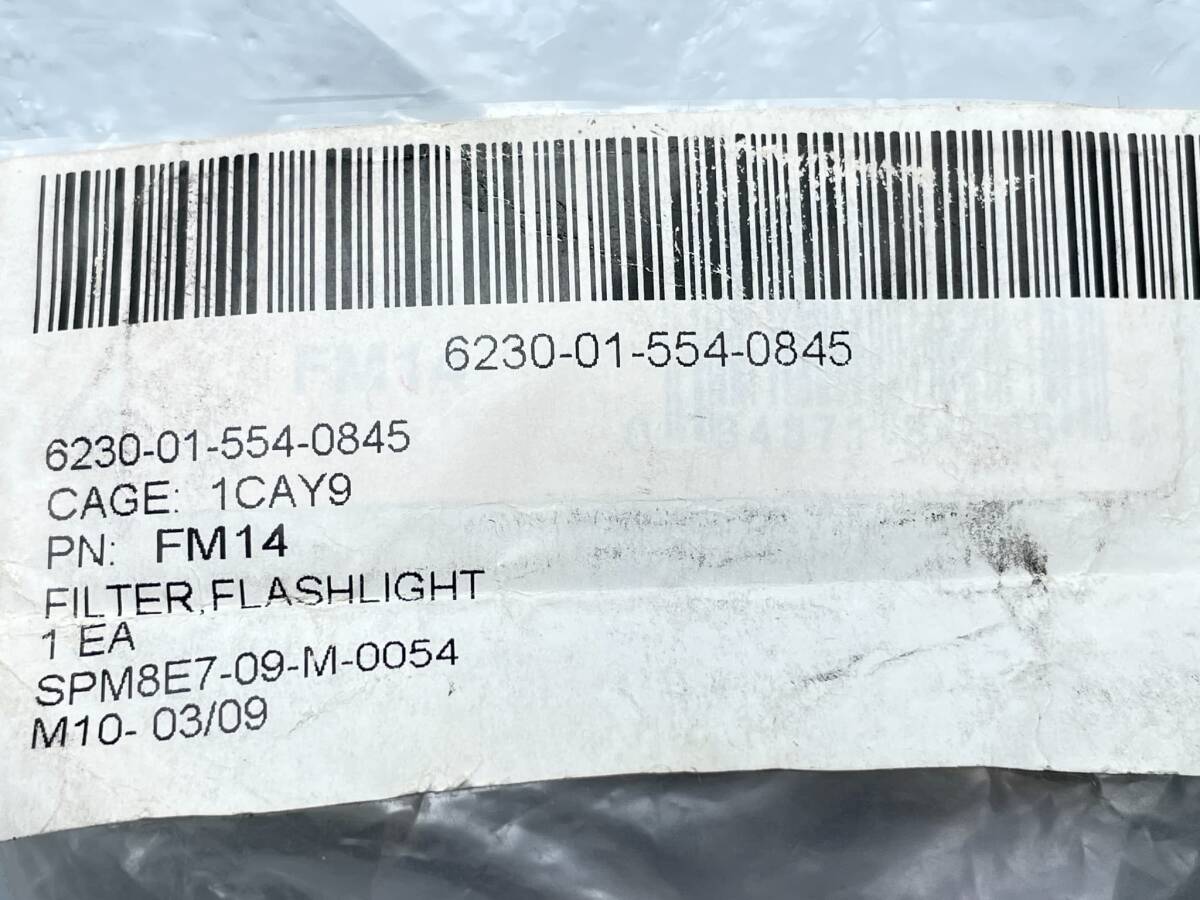 6230-01-554-0845
6230-01-554-0845
CAGE: 1CAY9
PN: FM14
FILTER,FLASHLIGHT
1 EA
SPM8E7-09-M-0054
M10- 03/09